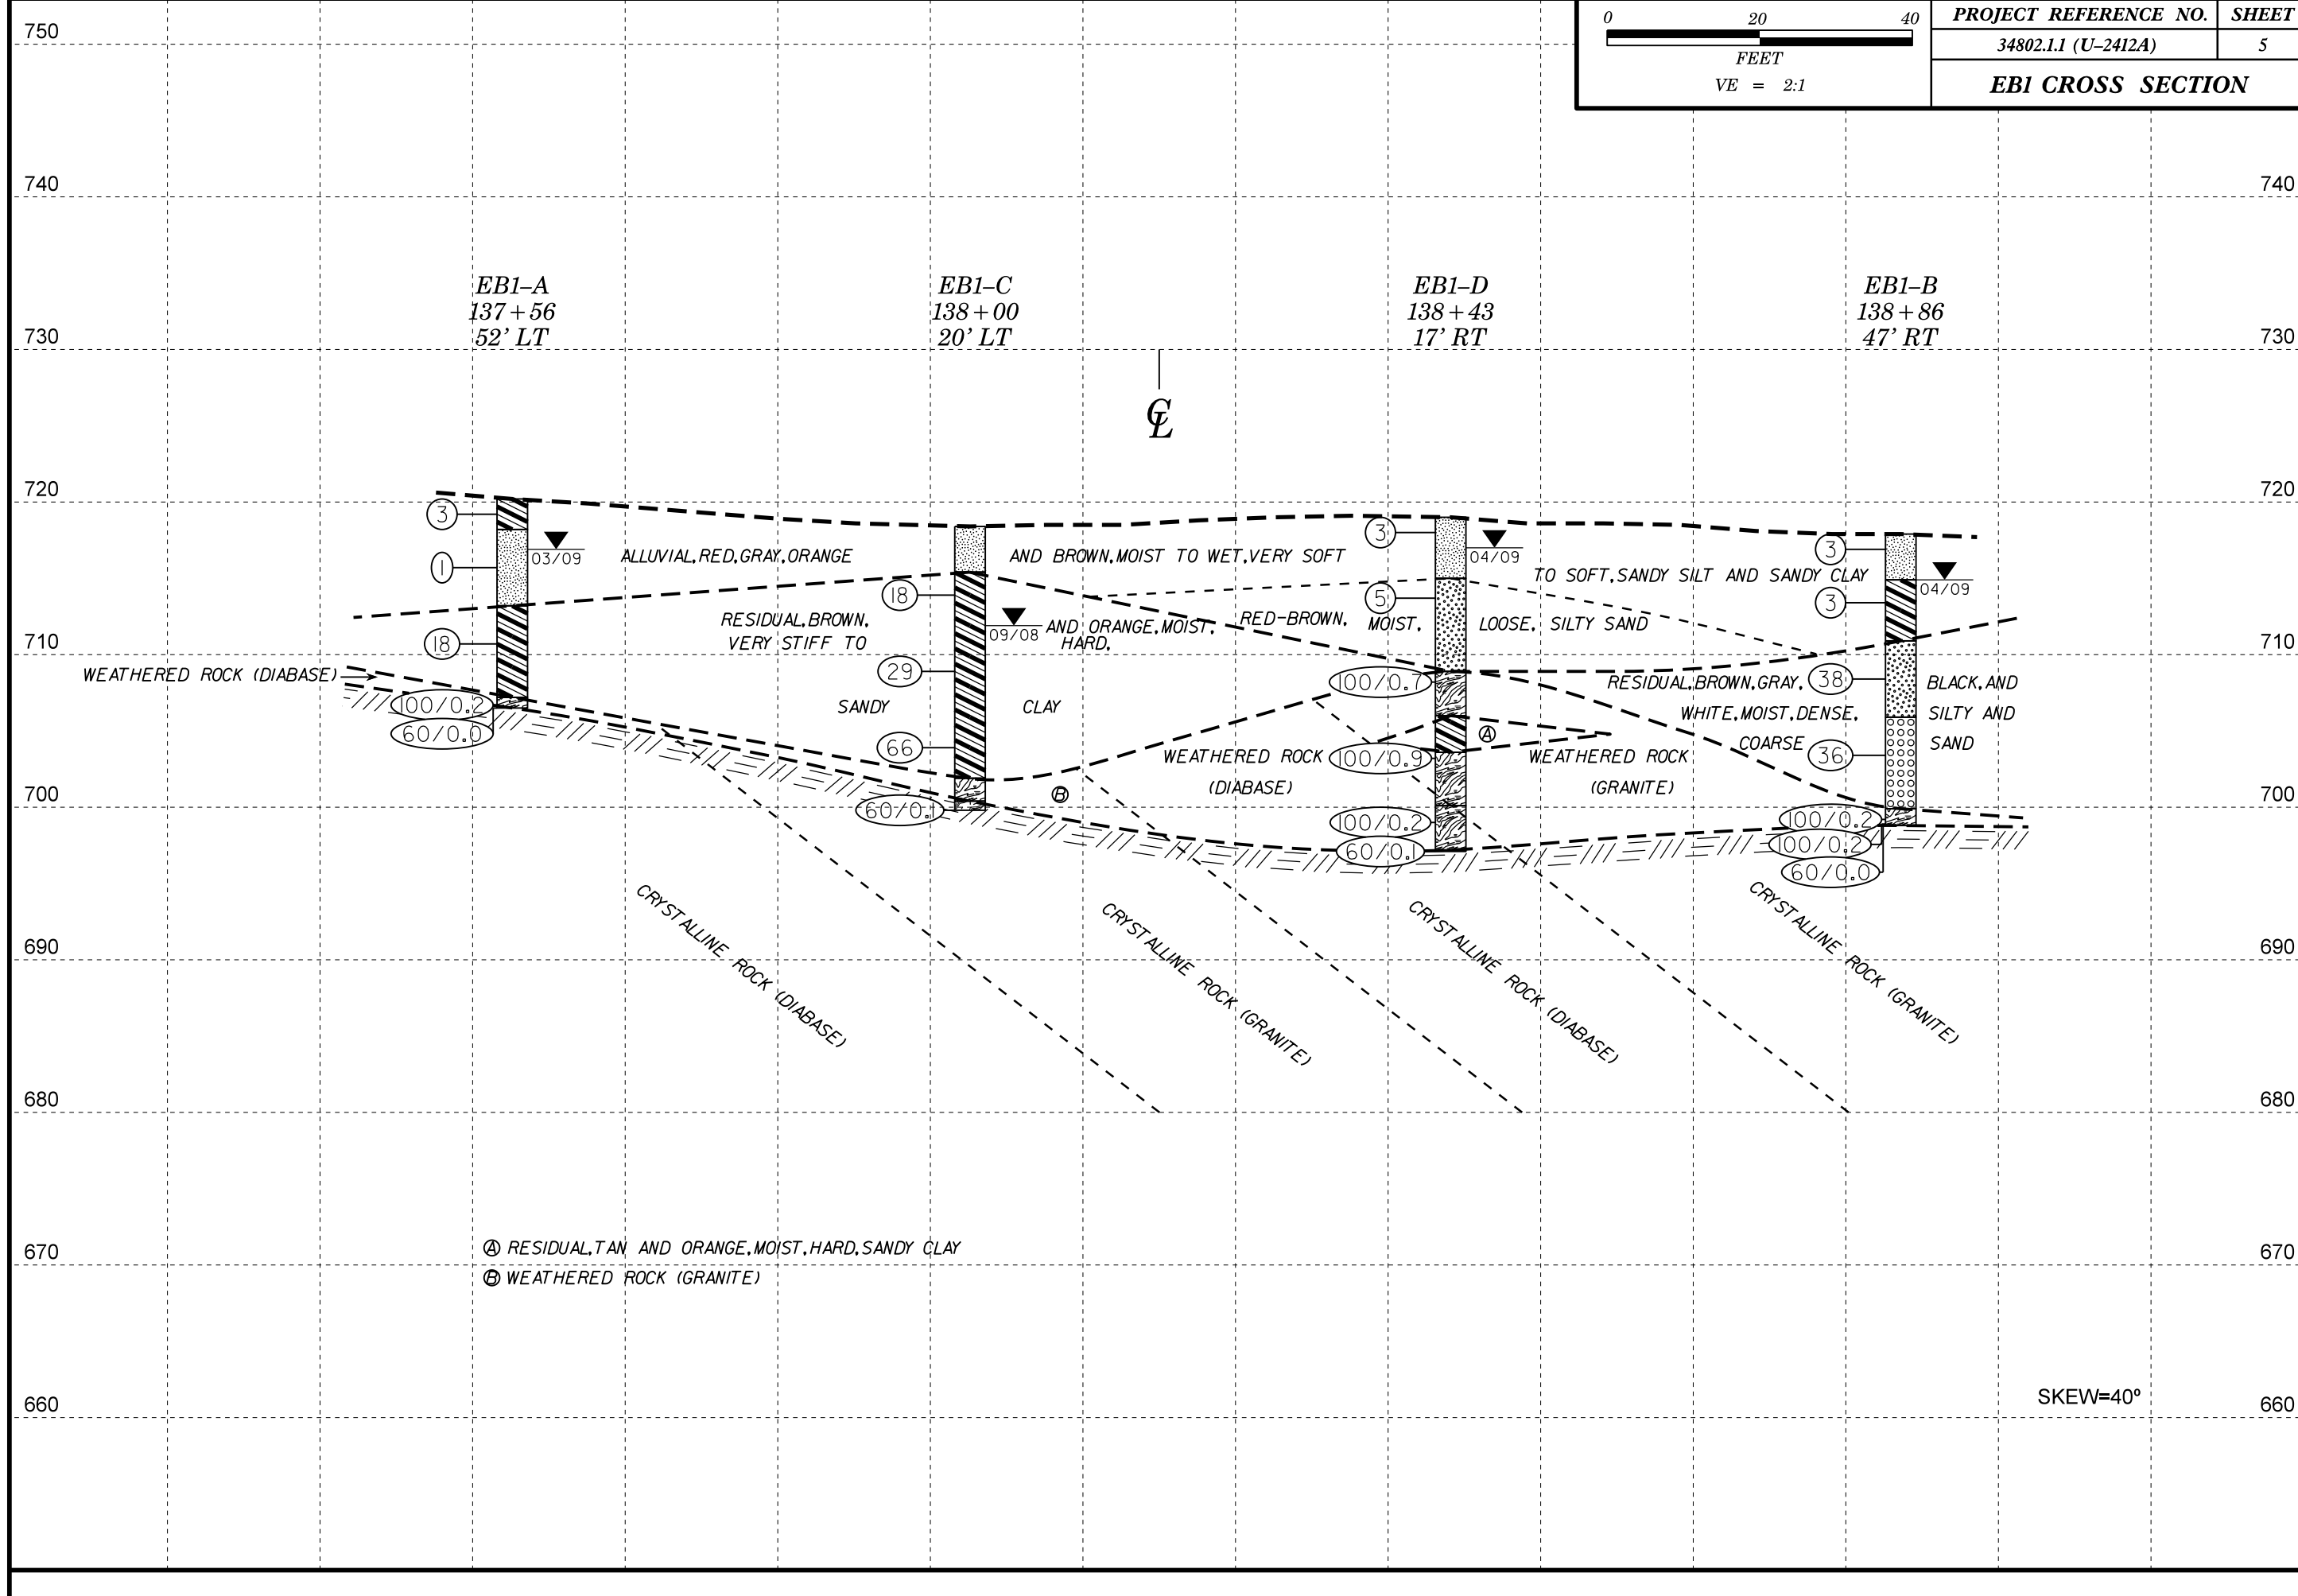 0 20 40
FEET
VE = 2:1
PROJECT REFERENCE NO. SHEET
34802.1.1 (U–2412A) 5
EB1 CROSS SECTION
750
740 740
EB1–A
137+56
52' LT
EB1–C
138+00
20' LT
EB1–D
138+43
17' RT
EB1–B
138+86
47' RT
730 730
℄
720 720
3
1
18
100/0.2
60/0.0
03/09
ALLUVIAL, RED, GRAY, ORANGE AND BROWN, MOIST TO WET, VERY SOFT TO SOFT, SANDY SILT AND SANDY CLAY
18
29
66
60/0.1
09/08
3
5
100/0.7
100/0.9
100/0.2
60/0.1
04/09
3
3
38
36
100/0.2
100/0.2
60/0.0
04/09
RESIDUAL, BROWN, AND ORANGE, MOIST,
VERY STIFF TO HARD,
SANDY CLAY
RED-BROWN, MOIST, LOOSE, SILTY SAND
710 710
WEATHERED ROCK (DIABASE)
RESIDUAL, BROWN, GRAY, BLACK, AND
WHITE, MOIST, DENSE, SILTY AND
COARSE SAND
A
WEATHERED ROCK
(DIABASE)
WEATHERED ROCK
(GRANITE)
B
700 700
CRYSTALLINE ROCK (DIABASE)
CRYSTALLINE ROCK (GRANITE)
CRYSTALLINE ROCK (DIABASE)
CRYSTALLINE ROCK (GRANITE)
690 690
680 680
A RESIDUAL, TAN AND ORANGE, MOIST, HARD, SANDY CLAY
670 670
B WEATHERED ROCK (GRANITE)
SKEW=40º
660 660